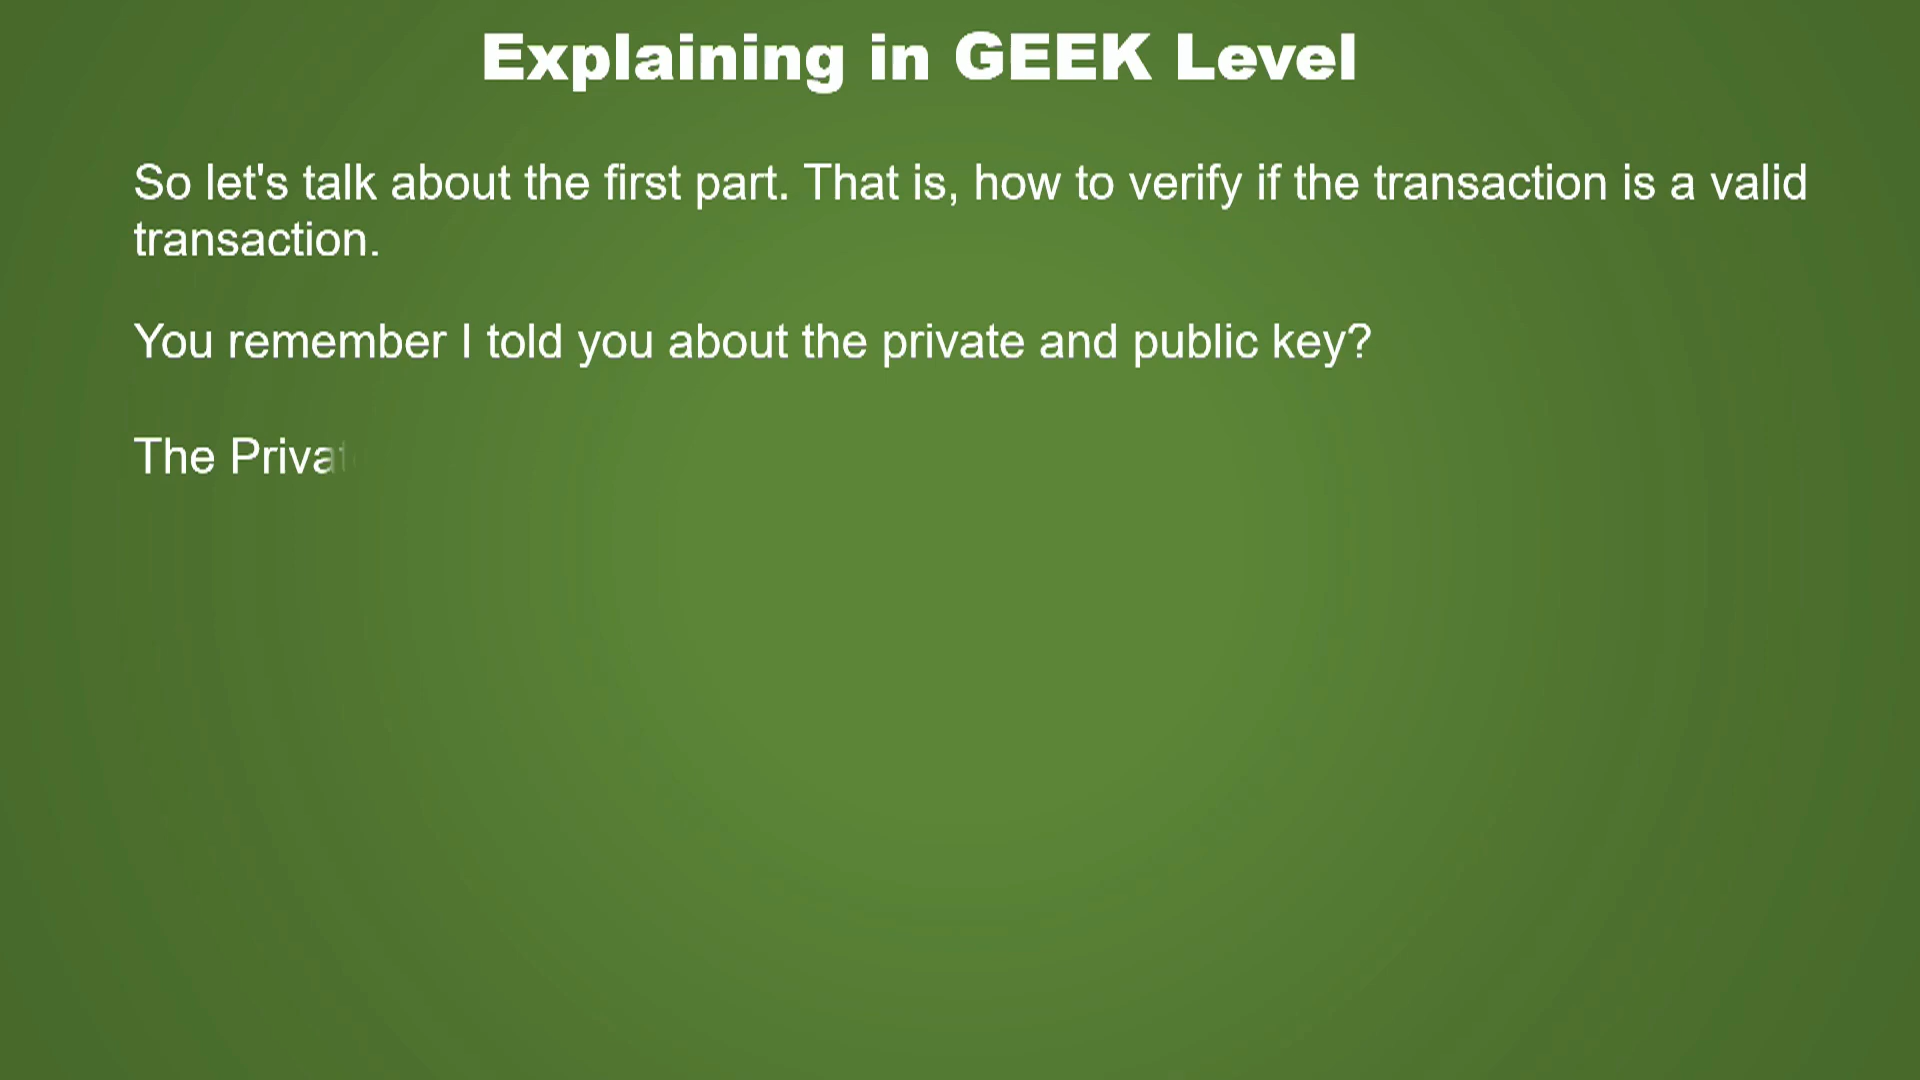 Explaining in GEEK Level
So let's talk about the first part. That is, how to verify if the transaction is a valid
transaction.
You remember I told you about the private and public key?
The